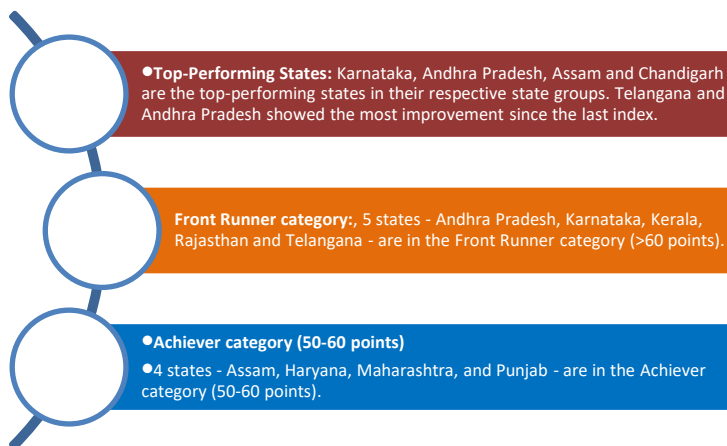 ●Top-Performing States: Karnataka, Andhra Pradesh, Assam and Chandigarh
are the top-performing states in their respective state groups. Telangana and
Andhra Pradesh showed the most improvement since the last index.
Front Runner category:, 5 states - Andhra Pradesh, Karnataka, Kerala,
Rajasthan and Telangana - are in the Front Runner category (>60 points).
●Achiever category (50-60 points)
●4 states - Assam, Haryana, Maharashtra, and Punjab - are in the Achiever
category (50-60 points).